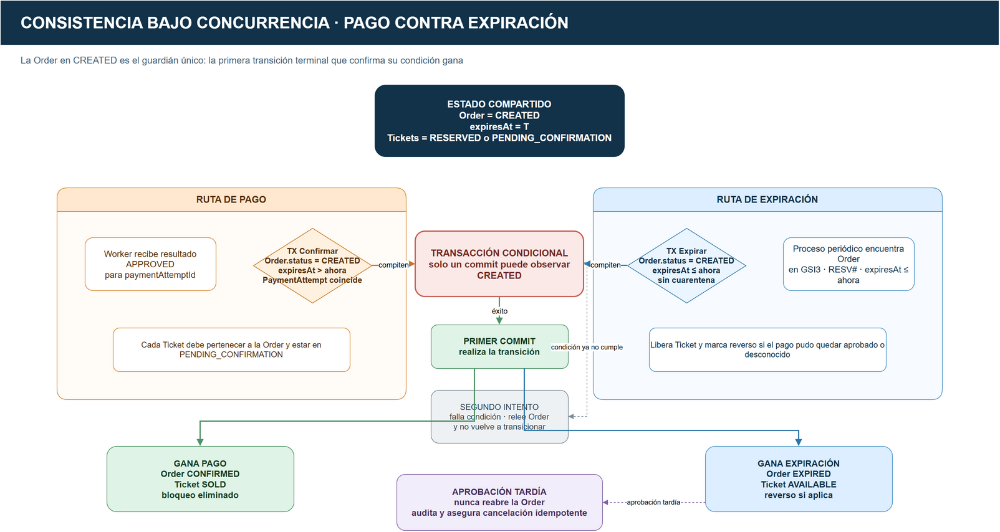 CONSISTENCIA BAJO CONCURRENCIA · PAGO CONTRA EXPIRACIÓN
La Order en CREATED es el guardián único: la primera transición terminal que confirma su condición gana
ESTADO COMPARTIDO
Order = CREATED
expiresAt = T
Tickets = RESERVED o PENDING_CONFIRMATION
RUTA DE PAGO
Worker recibe resultado
APPROVED
para paymentAttemptId
TX Confirmar
Order.status = CREATED
expiresAt > ahora
PaymentAttempt coincide
Cada Ticket debe pertenecer a la Order y estar en
PENDING_CONFIRMATION
compiten
TRANSACCIÓN CONDICIONAL
solo un commit puede observar
CREATED
compiten
RUTA DE EXPIRACIÓN
TX Expirar
Order.status = CREATED
expiresAt ≤ ahora
sin cuarentena
Proceso periódico encuentra
Order
en GSI3 · RESV# · expiresAt ≤
ahora
Libera Ticket y marca reverso si el pago pudo quedar aprobado o
desconocido
éxito
PRIMER COMMIT
realiza la transición
condición ya no cumple
SEGUNDO INTENTO
falla condición · relee Order
y no vuelve a transicionar
GANA PAGO
Order CONFIRMED
Ticket SOLD
bloqueo eliminado
GANA EXPIRACIÓN
Order EXPIRED
Ticket AVAILABLE
reverso si aplica
aprobación tardía
APROBACIÓN TARDÍA
nunca reabre la Order
audita y asegura cancelación idempotente